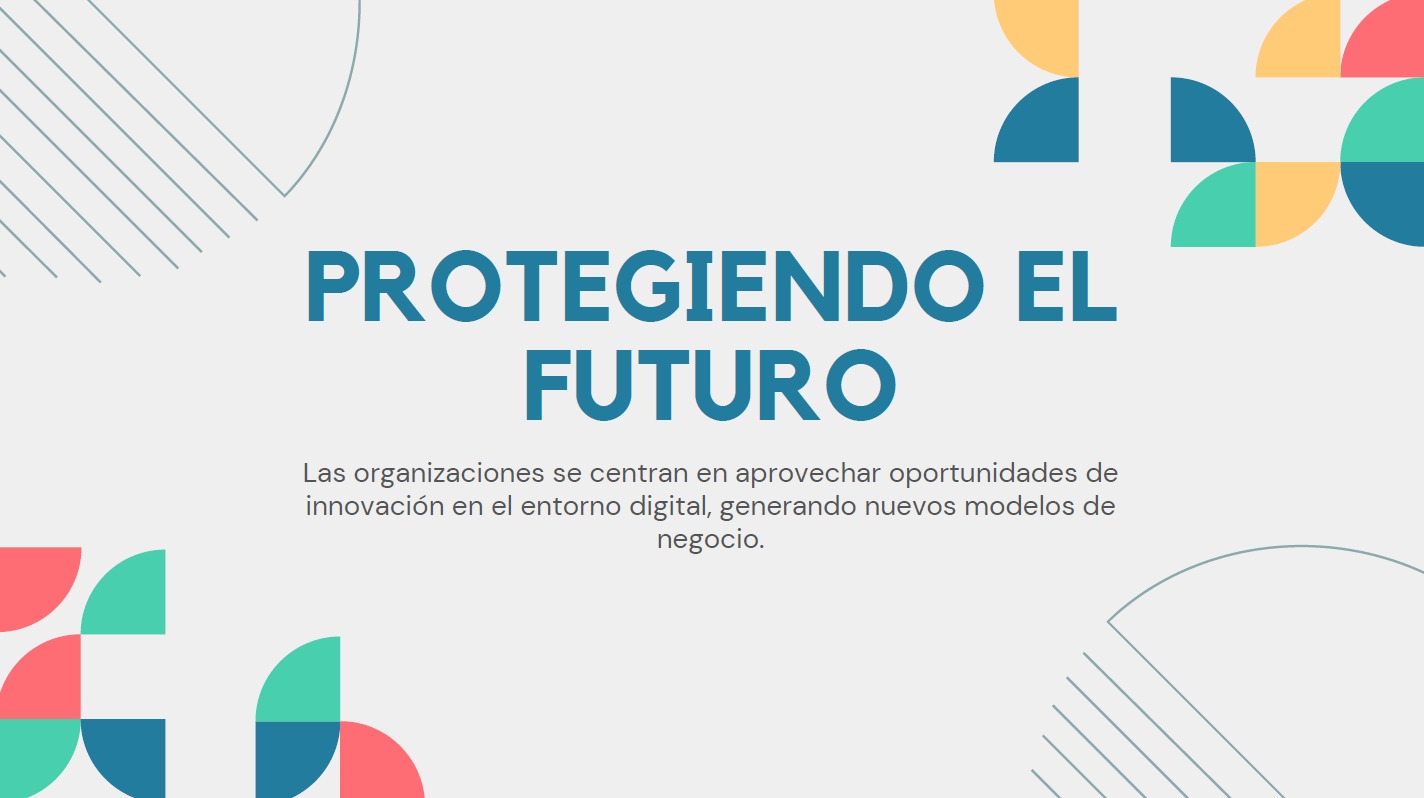 PROTEGIENDO EL
FUTURO
Las organizaciones se centran en aprovechar oportunidades de
innovación en el entorno digital, generando nuevos modelos de
negocio.